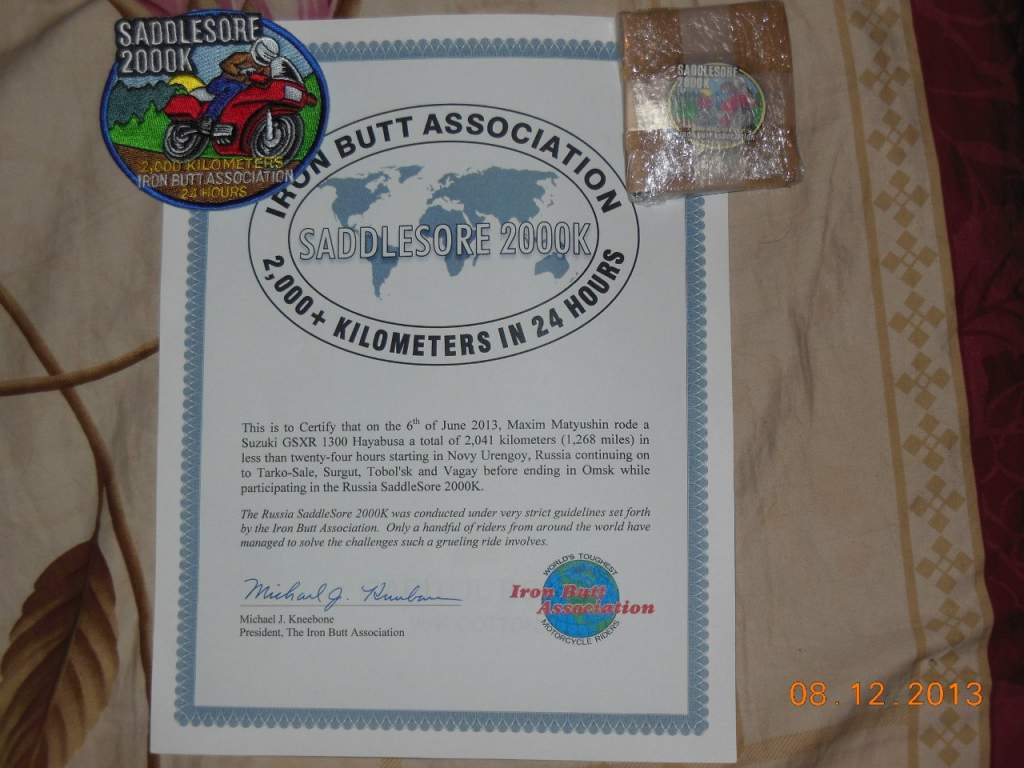 SADDLESORE
2000K
2,000 KILOMETERS
IRON BUTT ASSOCIATION
24 HOURS
SADDLESORE
2000K
IRON BUTT ASSOCIATION
SADDLESORE 2000K
2,000+ KILOMETERS IN 24 HOURS
This is to Certify that on the 6th of June 2013, Maxim Matyushin rode a
Suzuki GSXR 1300 Hayabusa a total of 2,041 kilometers (1,268 miles) in
less than twenty-four hours starting in Novy Urengoy, Russia continuing on
to Tarko-Sale, Surgut, Tobol'sk and Vagay before ending in Omsk while
participating in the Russia SaddleSore 2000K.
The Russia SaddleSore 2000K was conducted under very strict guidelines set forth
by the Iron Butt Association. Only a handful of riders from around the world have
managed to solve the challenges such a grueling ride involves.
Michael J. Kneebone
Michael J. Kneebone
President, The Iron Butt Association
WORLD'S TOUGHEST
Iron Butt
Association
MOTORCYCLE RIDERS
08.12.2013